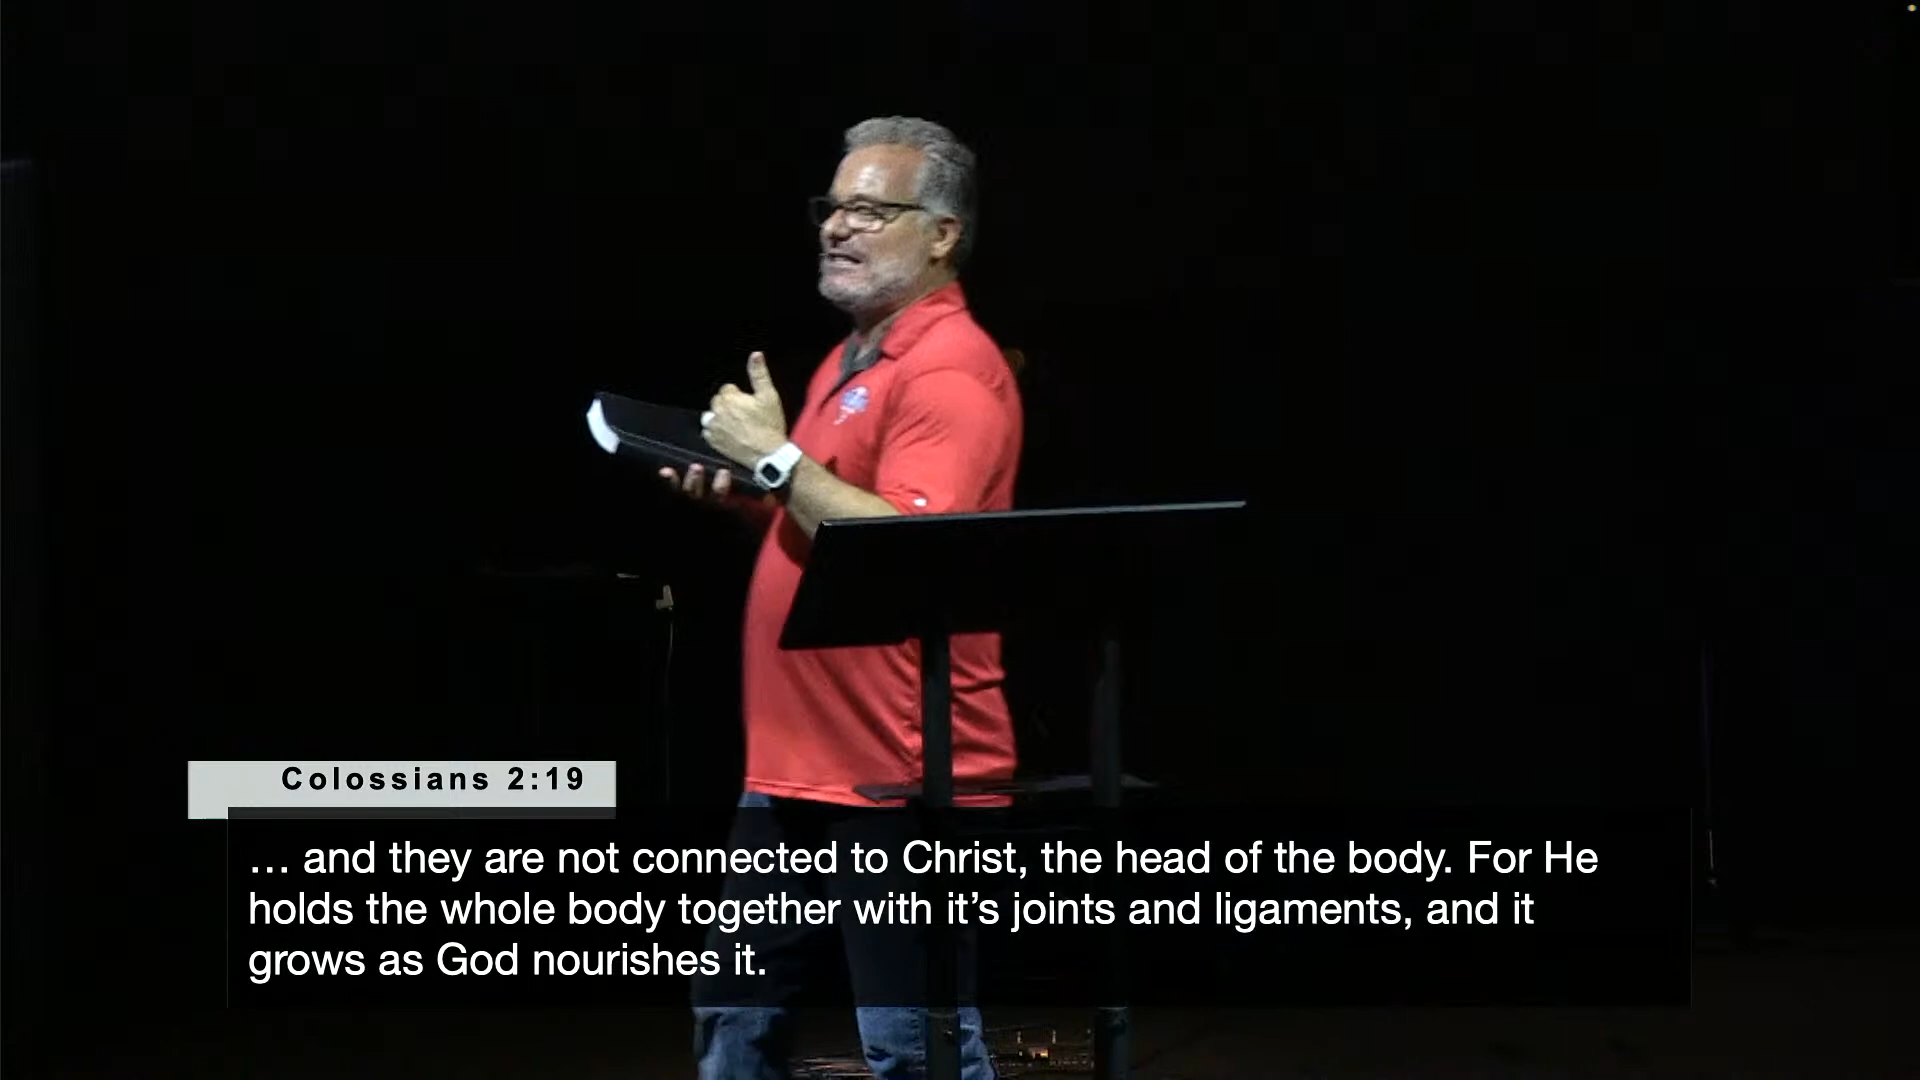 Colossians 2:19
… and they are not connected to Christ, the head of the body. For He
holds the whole body together with it’s joints and ligaments, and it
grows as God nourishes it.